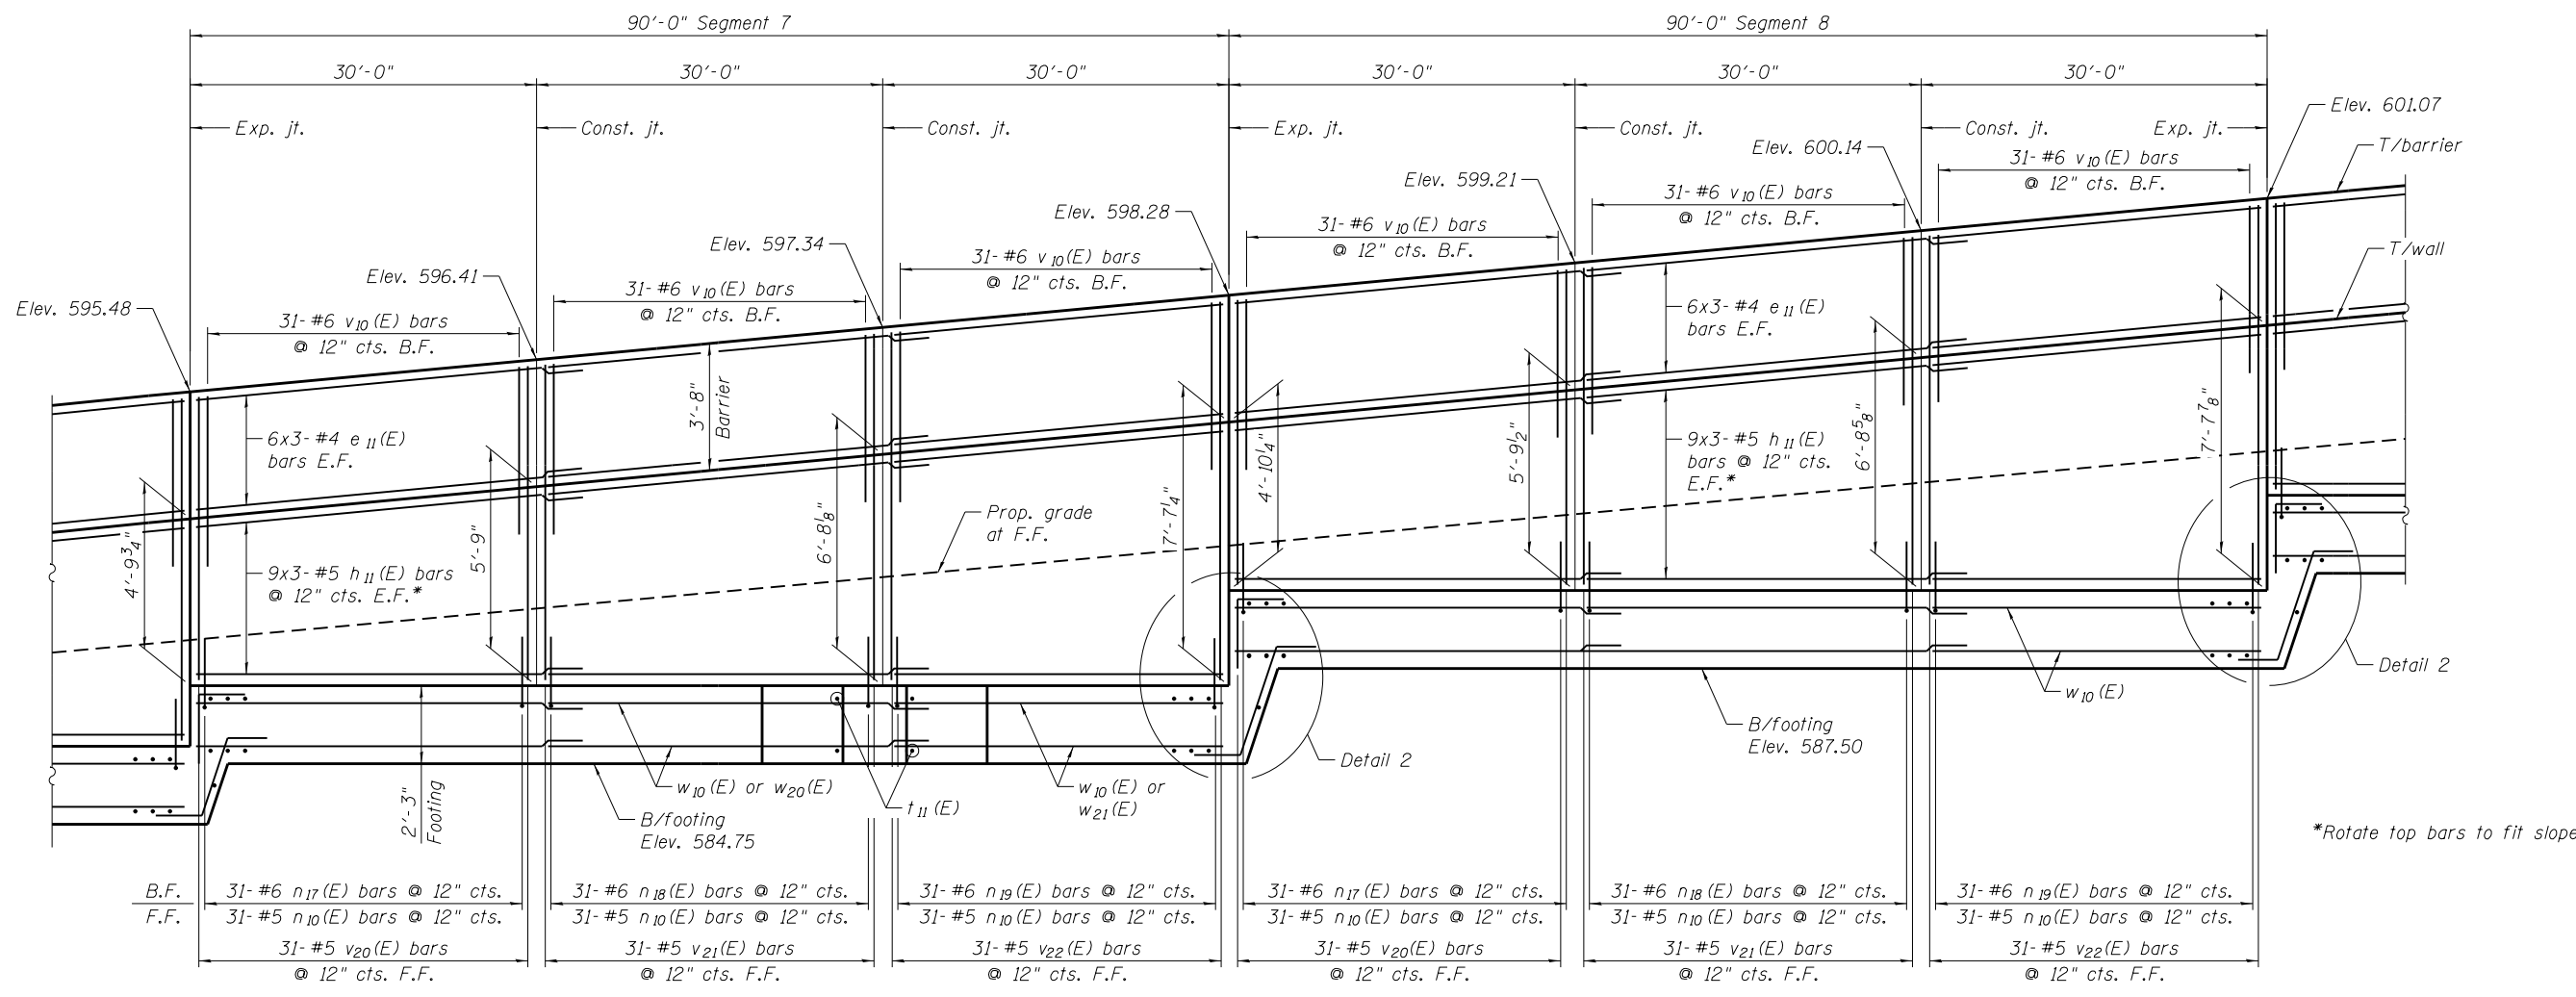 90'-0" Segment 7
90'-0" Segment 8
30'-0"
30'-0"
30'-0"
30'-0"
30'-0"
30'-0"
Exp. jt.
Const. jt.
Const. jt.
Exp. jt.
Const. jt.
Const. jt.
Exp. jt.
Elev. 595.48
Elev. 596.41
Elev. 597.34
Elev. 598.28
Elev. 599.21
Elev. 600.14
Elev. 601.07
T/barrier
T/wall
31-#6 v10(E) bars
@ 12" cts. B.F.
31-#6 v10(E) bars
@ 12" cts. B.F.
31-#6 v10(E) bars
@ 12" cts. B.F.
31-#6 v10(E) bars
@ 12" cts. B.F.
31-#6 v10(E) bars
@ 12" cts. B.F.
31-#6 v10(E) bars
@ 12" cts. B.F.
6x3-#4 e11(E)
bars E.F.
3'-8"
Barrier
6x3-#4 e11(E)
bars E.F.
4'-9¾"
9x3-#5 h11(E) bars
@ 12" cts. E.F.*
5'-9"
6'-8⅛"
Prop. grade
at F.F.
7'-7¼"
4'-10¼"
5'-9½"
9x3-#5 h11(E)
bars @ 12" cts.
E.F.*
6'-8⅝"
7'-7⅞"
Detail 2
w10(E)
B/footing
Elev. 587.50
Detail 2
2'-3"
Footing
w10(E) or w20(E)
B/footing
Elev. 584.75
t11(E)
w10(E) or
w21(E)
*Rotate top bars to fit slope
B.F.
F.F.
31-#6 n17(E) bars @ 12" cts.
31-#5 n10(E) bars @ 12" cts.
31-#6 n18(E) bars @ 12" cts.
31-#5 n10(E) bars @ 12" cts.
31-#6 n19(E) bars @ 12" cts.
31-#5 n10(E) bars @ 12" cts.
31-#6 n17(E) bars @ 12" cts.
31-#5 n10(E) bars @ 12" cts.
31-#6 n18(E) bars @ 12" cts.
31-#5 n10(E) bars @ 12" cts.
31-#6 n19(E) bars @ 12" cts.
31-#5 n10(E) bars @ 12" cts.
31-#5 v20(E) bars
@ 12" cts. F.F.
31-#5 v21(E) bars
@ 12" cts. F.F.
31-#5 v22(E) bars
@ 12" cts. F.F.
31-#5 v20(E) bars
@ 12" cts. F.F.
31-#5 v21(E) bars
@ 12" cts. F.F.
31-#5 v22(E) bars
@ 12" cts. F.F.